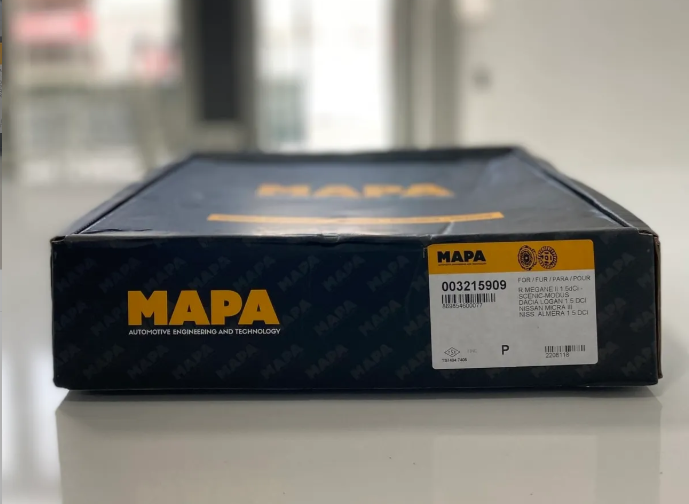 MAPA
MAPA
AUTOMOTIVE ENGINEERING AND TECHNOLOGY
MAPA
003215909
FOR / FUR / PARA / POUR
R.MEGANE II 1.5dCi-
SCENIC-MODUS
DACIA LOGAN 1.5 DCI
NISSAN MICRA III
NISS. ALMERA 1.5 DCI
P
2206116